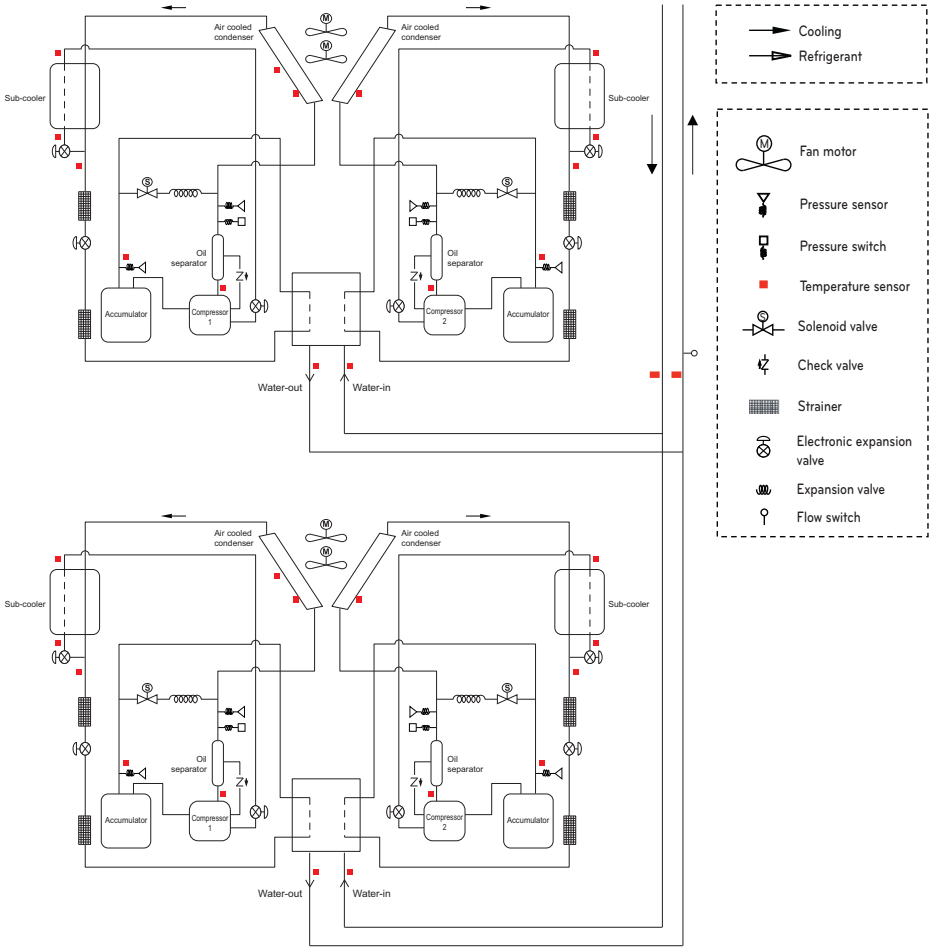 M
Air cooled
condenser
M
Air cooled
condenser
Sub-cooler
Sub-cooler
S
S
Oil
separator
Oil
separator
Accumulator
Compressor
1
Compressor
2
Accumulator
Water-out
Water-in
M
Air cooled
condenser
M
Air cooled
condenser
Sub-cooler
Sub-cooler
S
S
Oil
separator
Oil
separator
Accumulator
Compressor
1
Compressor
2
Accumulator
Water-out
Water-in
Cooling
Refrigerant
M
Fan motor
Pressure sensor
Pressure switch
Temperature sensor
S
Solenoid valve
Check valve
Strainer
Electronic expansion
valve
Expansion valve
Flow switch